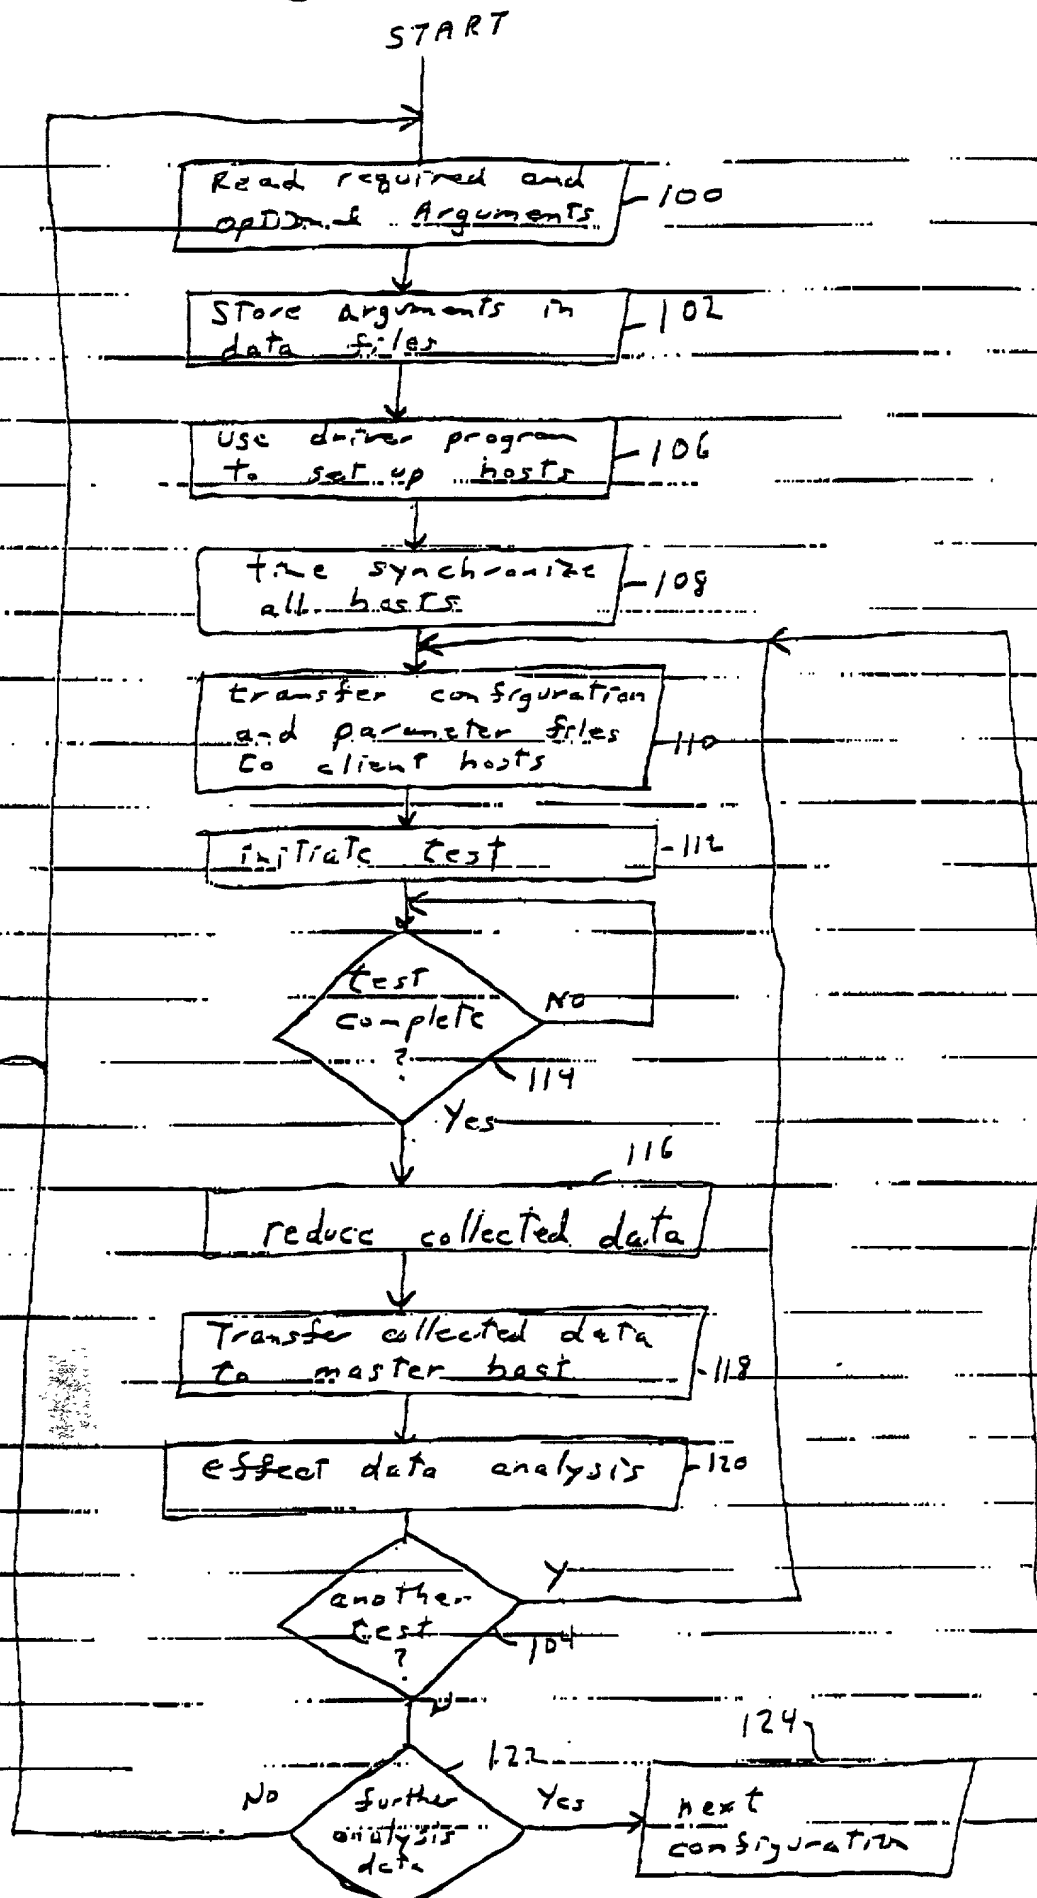 START
Read required and
optional Arguments
100
Store arguments in
data files
102
use driver program
to set up hosts
106
time synchronize
all hosts
108
transfer configuration
and parameter files
to client hosts
110
initiate test
112
test
complete
?
No
114
Yes
116
reduce collected data
Transfer collected data
to master host
118
effect data analysis
120
another
test
?
Y
104
N
122
further
analysis
data
No
Yes
124
next
configuration